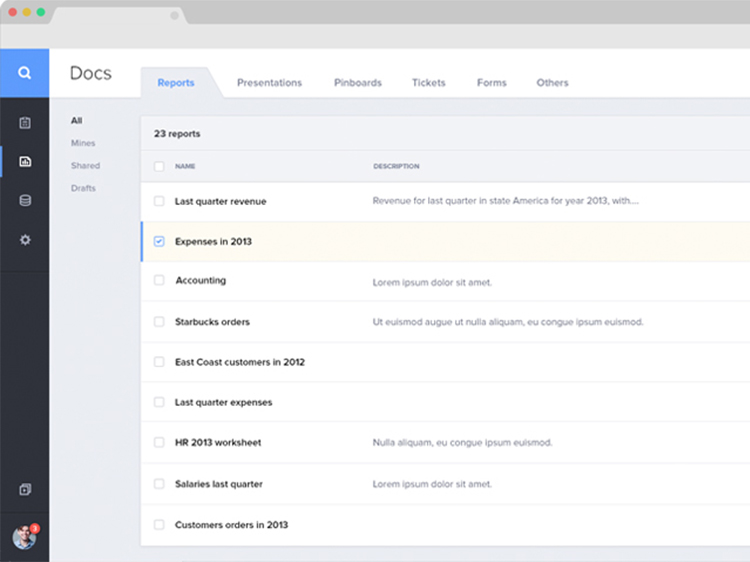 Docs
Reports Presentations Pinboards Tickets Forms Others
All
Mines
Shared
Drafts
23 reports
NAME DESCRIPTION
Last quarter revenue Revenue for last quarter in state America for year 2013, with....
Expenses in 2013
Accounting Lorem ipsum dolor sit amet.
Starbucks orders Ut euismod augue ut nulla aliquam, eu congue ipsum euismod.
East Coast customers in 2012
Last quarter expenses
HR 2013 worksheet Nulla aliquam, eu congue ipsum euismod.
Salaries last quarter Lorem ipsum dolor sit amet.
Customers orders in 2013
3